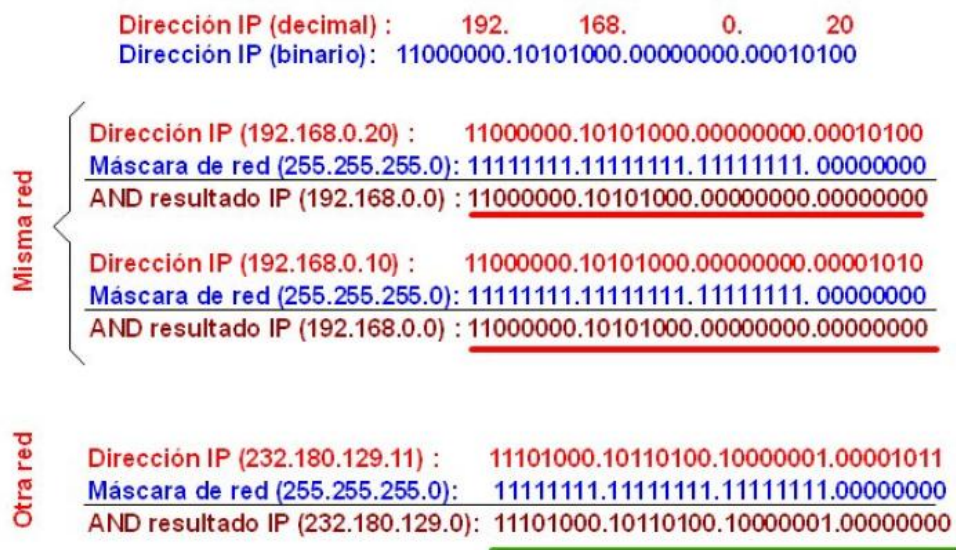 Dirección IP (decimal) : 192. 168. 0. 20
Dirección IP (binario): 11000000.10101000.00000000.00010100
Misma red
Dirección IP (192.168.0.20) : 11000000.10101000.00000000.00010100
Máscara de red (255.255.255.0): 11111111.11111111.11111111. 00000000
AND resultado IP (192.168.0.0) : 11000000.10101000.00000000.00000000
Dirección IP (192.168.0.10) : 11000000.10101000.00000000.00001010
Máscara de red (255.255.255.0): 11111111.11111111.11111111. 00000000
AND resultado IP (192.168.0.0) : 11000000.10101000.00000000.00000000
Otra red
Dirección IP (232.180.129.11) : 11101000.10110100.10000001.00001011
Máscara de red (255.255.255.0): 11111111.11111111.11111111.00000000
AND resultado IP (232.180.129.0): 11101000.10110100.10000001.00000000